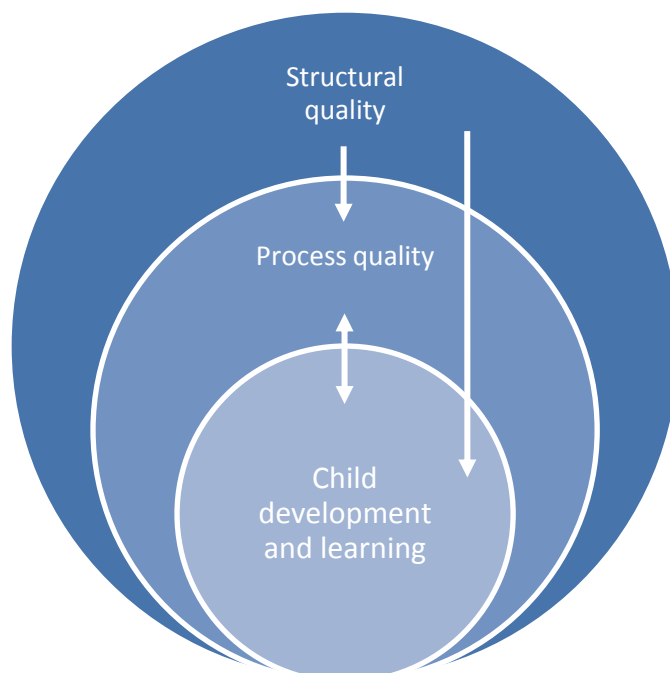 Structural
quality
Process quality
Child
development
and learning